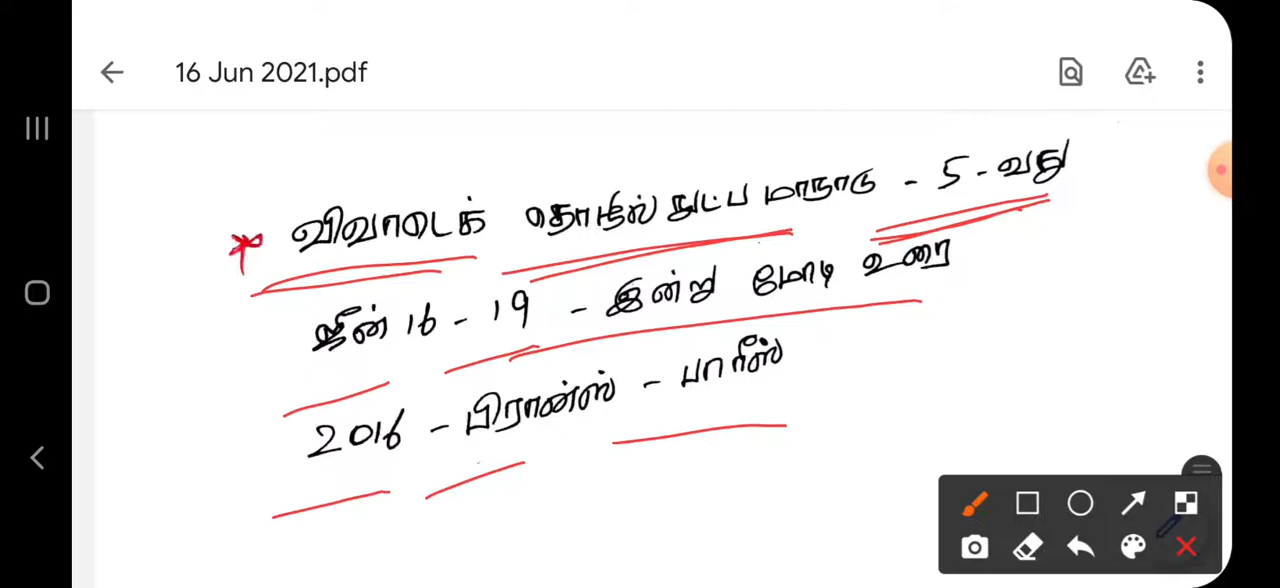 16 Jun 2021.pdf
* விவாடைக் தொழில் நுட்ப மாநாடு - 5 - வது
ஜீன் 16 - 19 - இன்று மோடி உரை
2016 - பிரான்ஸ் - பாரீஸ்